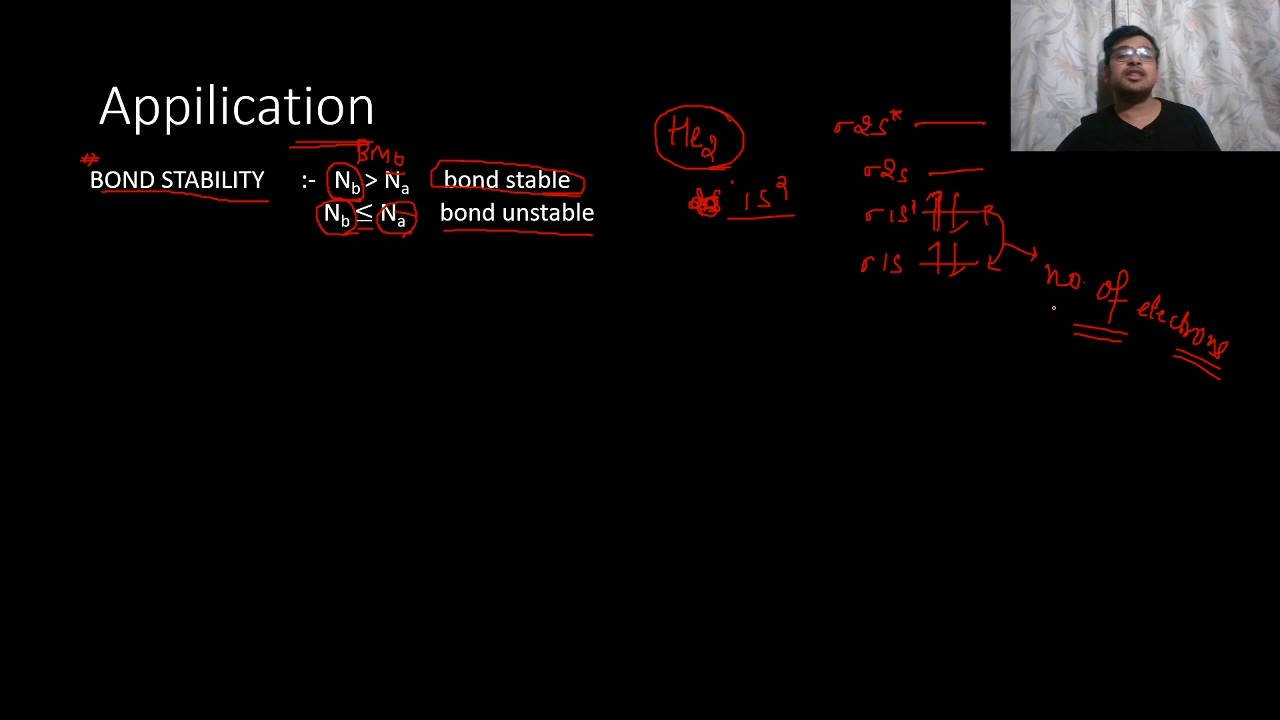 Appilication
BMb
# BOND STABILITY :- Nb > Na bond stable
Nb ≤ Na bond unstable
He2
1s²
σ2s*
σ2s
σ1s*
σ1s
no. of electrons